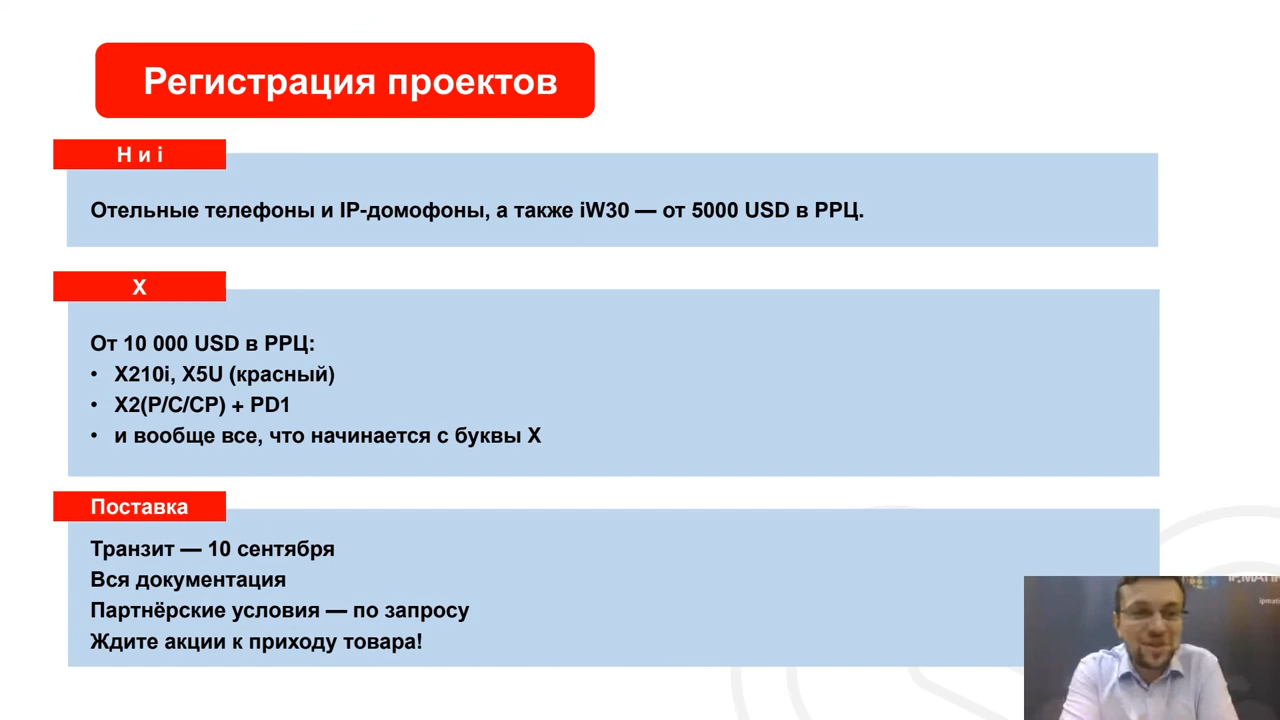 Регистрация проектов
H и i
Отельные телефоны и IP-домофоны, а также iW30 — от 5000 USD в РРЦ.
X
От 10 000 USD в РРЦ:
• X210i, X5U (красный)
• X2(P/C/CP) + PD1
• и вообще все, что начинается с буквы X
Поставка
Транзит — 10 сентября
Вся документация
Партнёрские условия — по запросу
Ждите акции к приходу товара!